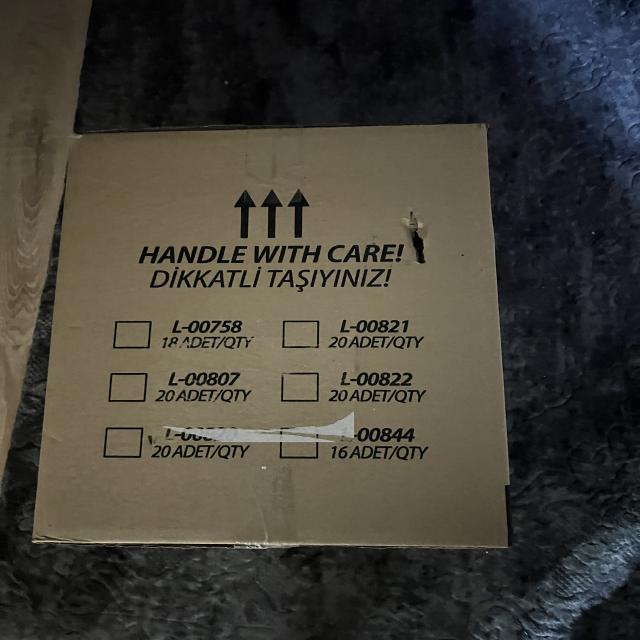 HANDLE WITH CARE!
DİKKATLİ TAŞIYINIZ!
L-00758
18 ADET/QTY
L-00821
20 ADET/QTY
L-00807
20 ADET/QTY
L-00822
20 ADET/QTY
20 ADET/QTY
16 ADET/QTY